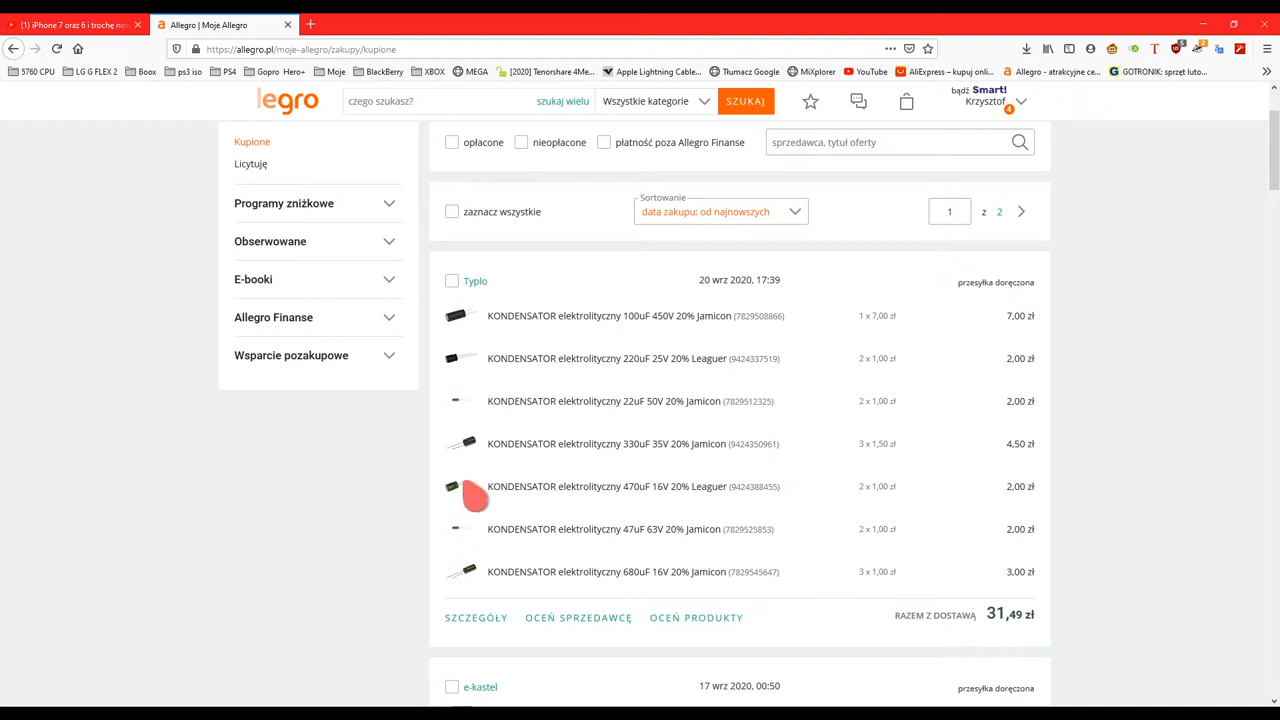 (1) iPhone 7 oraz 6 i trochę no
Allegro | Moje Allegro
https://allegro.pl/moje-allegro/zakupy/kupione
5760 CPU
LG G FLEX 2
Boox
ps3 iso
PS4
Gopro Hero+
Moje
BlackBerry
XBOX
MEGA
[2020] Tenorshare 4Me...
Apple Lightning Cable...
Tłumacz Google
MiXplorer
YouTube
AliExpress – kupuj onli...
Allegro - atrakcyjne ce...
GOTRONIK: sprzęt luto...
legro
czego szukasz?
szukaj wielu
Wszystkie kategorie
SZUKAJ
bądź Smart!
Krzysztof
4
Kupione
Licytuję
Programy zniżkowe
Obserwowane
E-booki
Allegro Finanse
Wsparcie pozakupowe
opłacone
nieopłacone
płatność poza Allegro Finanse
sprzedawca, tytuł oferty
zaznacz wszystkie
Sortowanie
data zakupu: od najnowszych
1 z 2
Typlo 20 wrz 2020, 17:39 przesyłka doręczona
KONDENSATOR elektrolityczny 100uF 450V 20% Jamicon (7829508866) 1 x 7,00 zł 7,00 zł
KONDENSATOR elektrolityczny 220uF 25V 20% Leaguer (9424337519) 2 x 1,00 zł 2,00 zł
KONDENSATOR elektrolityczny 22uF 50V 20% Jamicon (7829512325) 2 x 1,00 zł 2,00 zł
KONDENSATOR elektrolityczny 330uF 35V 20% Jamicon (9424350961) 3 x 1,50 zł 4,50 zł
KONDENSATOR elektrolityczny 470uF 16V 20% Leaguer (9424388455) 2 x 1,00 zł 2,00 zł
KONDENSATOR elektrolityczny 47uF 63V 20% Jamicon (7829525853) 2 x 1,00 zł 2,00 zł
KONDENSATOR elektrolityczny 680uF 16V 20% Jamicon (7829545647) 3 x 1,00 zł 3,00 zł
SZCZEGÓŁY OCEŃ SPRZEDAWCĘ OCEŃ PRODUKTY RAZEM Z DOSTAWĄ 31,49 zł
e-kastel 17 wrz 2020, 00:50 przesyłka doręczona